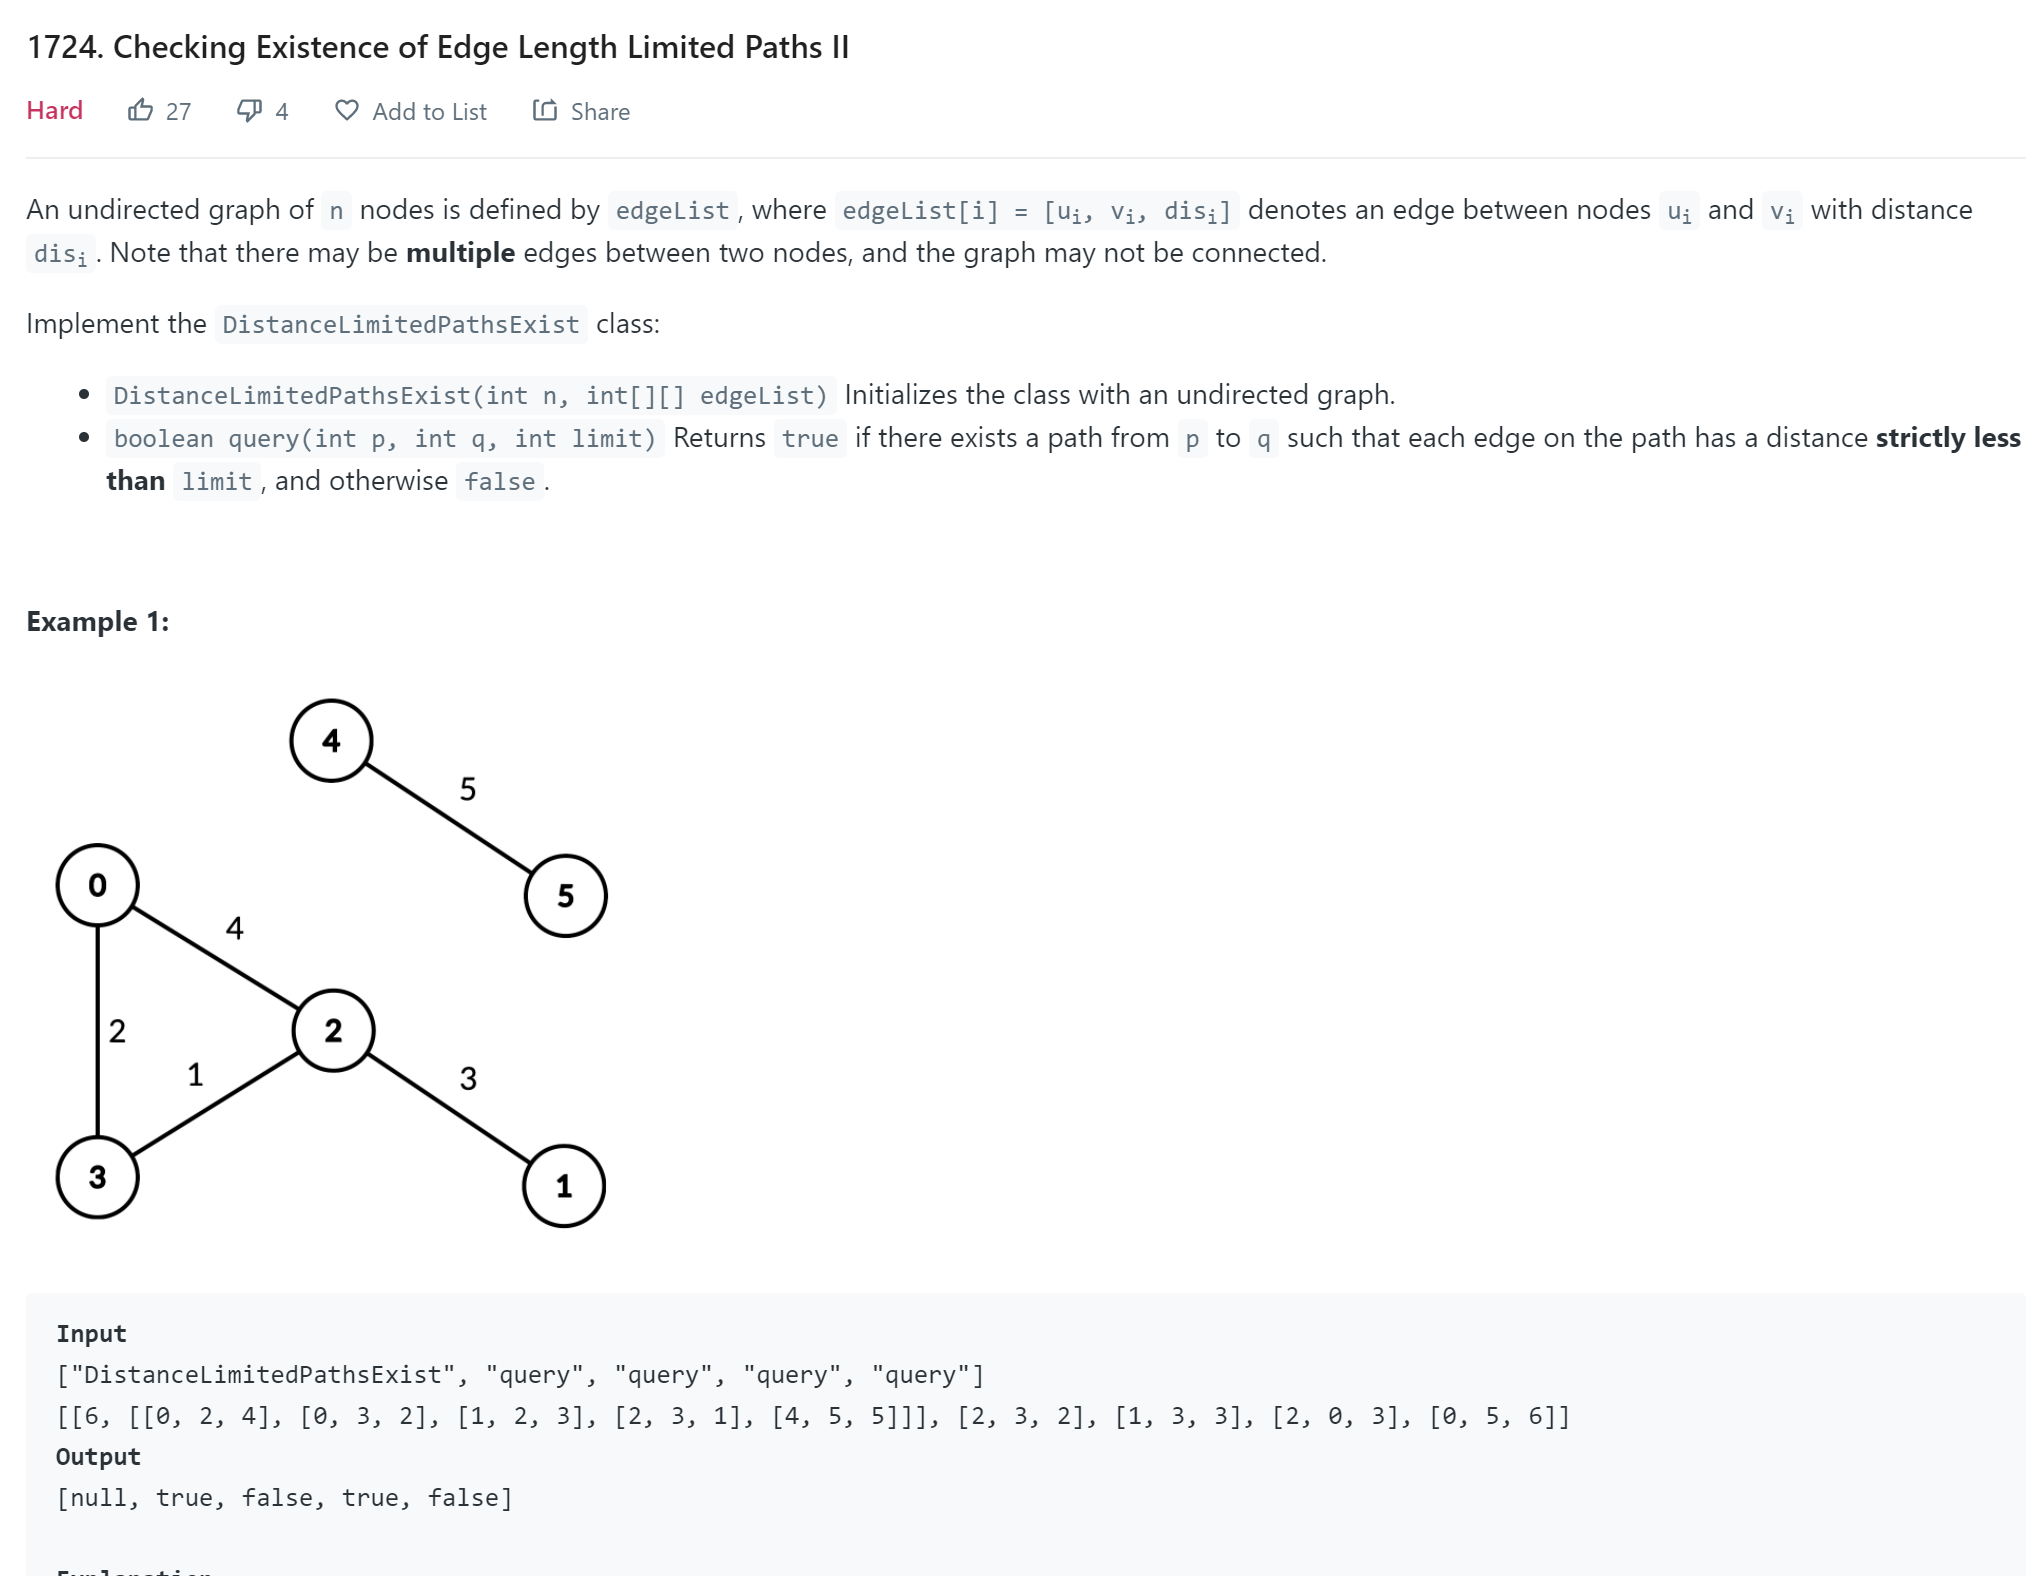 1724. Checking Existence of Edge Length Limited Paths II
Hard 27 4 Add to List Share
An undirected graph of n nodes is defined by edgeList, where edgeList[i] = [uᵢ, vᵢ, disᵢ] denotes an edge between nodes uᵢ and vᵢ with distance
disᵢ. Note that there may be multiple edges between two nodes, and the graph may not be connected.
Implement the DistanceLimitedPathsExist class:
• DistanceLimitedPathsExist(int n, int[][] edgeList) Initializes the class with an undirected graph.
• boolean query(int p, int q, int limit) Returns true if there exists a path from p to q such that each edge on the path has a distance strictly less
than limit, and otherwise false.
Example 1:
4
5
0
5
4
2
2
1
3
3
1
Input
["DistanceLimitedPathsExist", "query", "query", "query", "query"]
[[6, [[0, 2, 4], [0, 3, 2], [1, 2, 3], [2, 3, 1], [4, 5, 5]]], [2, 3, 2], [1, 3, 3], [2, 0, 3], [0, 5, 6]]
Output
[null, true, false, true, false]